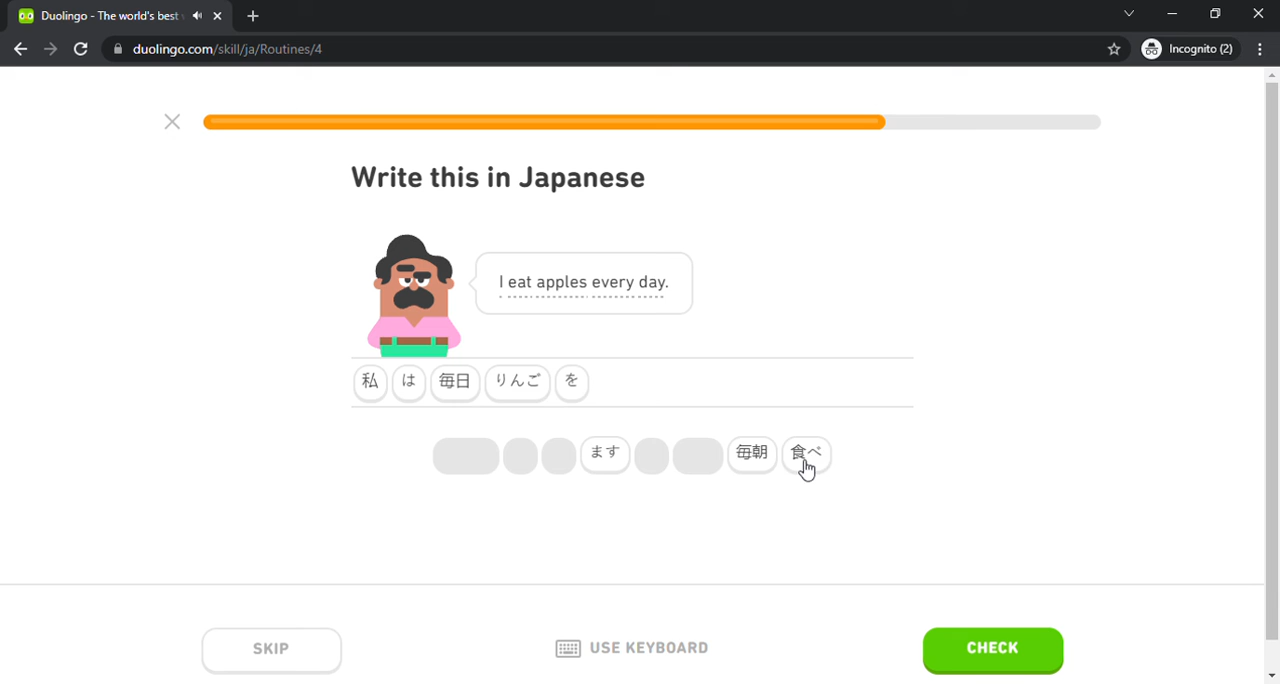 Duolingo - The world's best
duolingo.com/skill/ja/Routines/4
Incognito (2)
Write this in Japanese
I eat apples every day.
私 は 毎日 りんご を
ます 毎朝 食べ
SKIP
USE KEYBOARD
CHECK